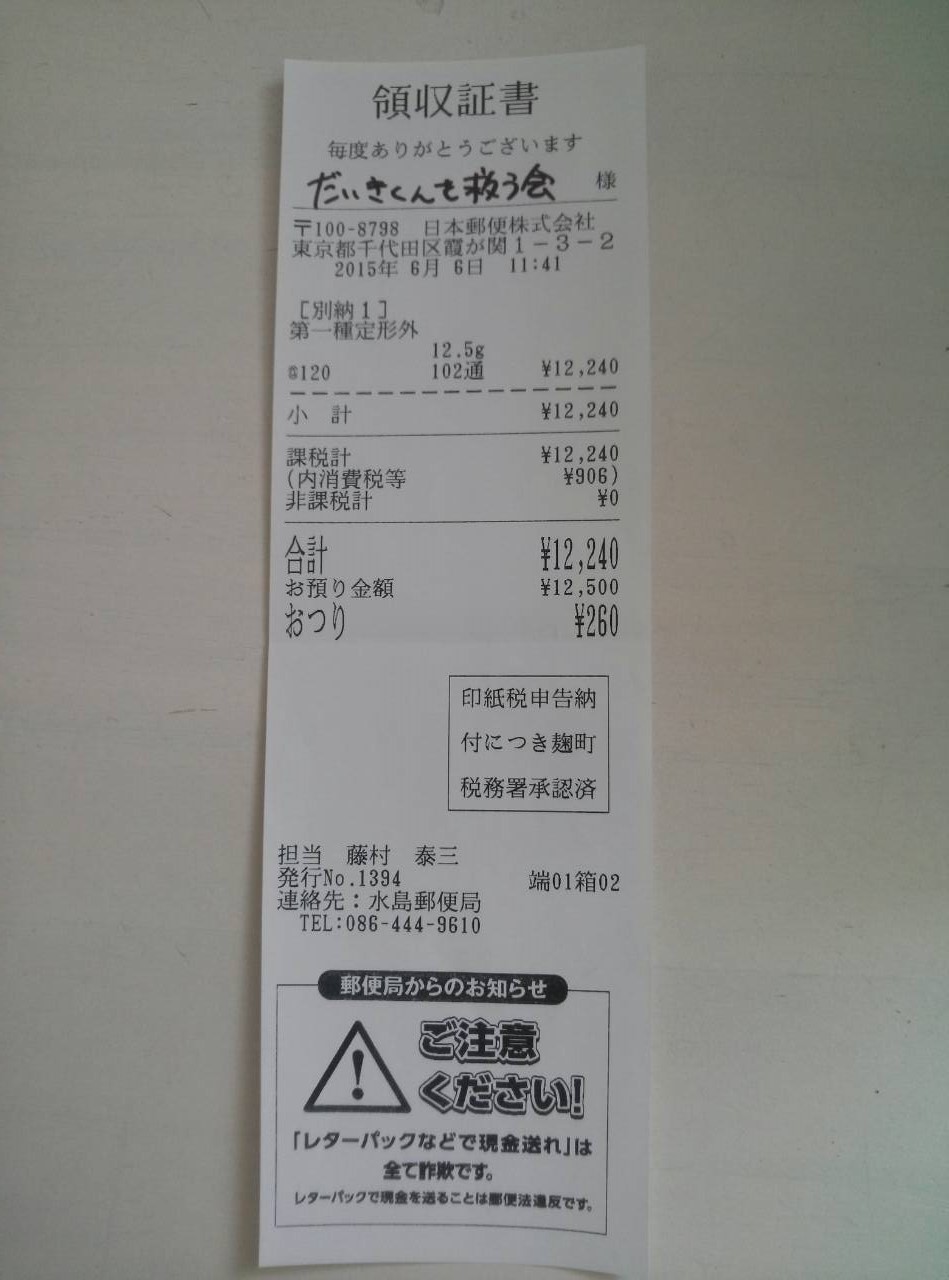 領収証書
毎度ありがとうございます
だいきくんを救う会 様
〒100-8798 日本郵便株式会社
東京都千代田区霞が関1-3-2
2015年 6月 6日 11:41
[別納1]
第一種定形外
12.5g
@120 102通 ¥12,240
小 計 ¥12,240
課税計 ¥12,240
(内消費税等 ¥906)
非課税計 ¥0
合計 ¥12,240
お預り金額 ¥12,500
おつり ¥260
印紙税申告納
付につき麹町
税務署承認済
担当 藤村 泰三
発行No.1394 端01箱02
連絡先：水島郵便局
TEL:086-444-9610
郵便局からのお知らせ
ご注意
ください!
「レターパックなどで現金送れ」は
全て詐欺です。
レターパックで現金を送ることは郵便法違反です。